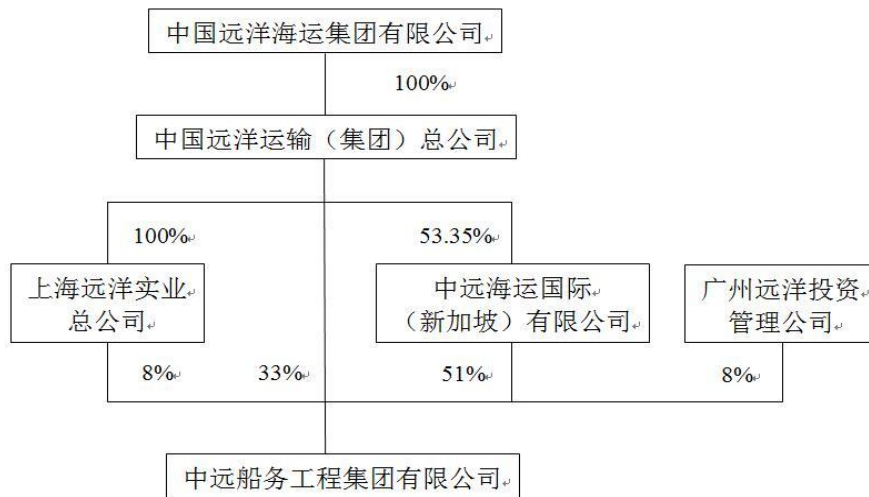 中国远洋海运集团有限公司
100%
中国远洋运输（集团）总公司
100%
53.35%
上海远洋实业
总公司
中远海运国际
（新加坡）有限公司
广州远洋投资
管理公司
8%
33%
51%
8%
中远船务工程集团有限公司